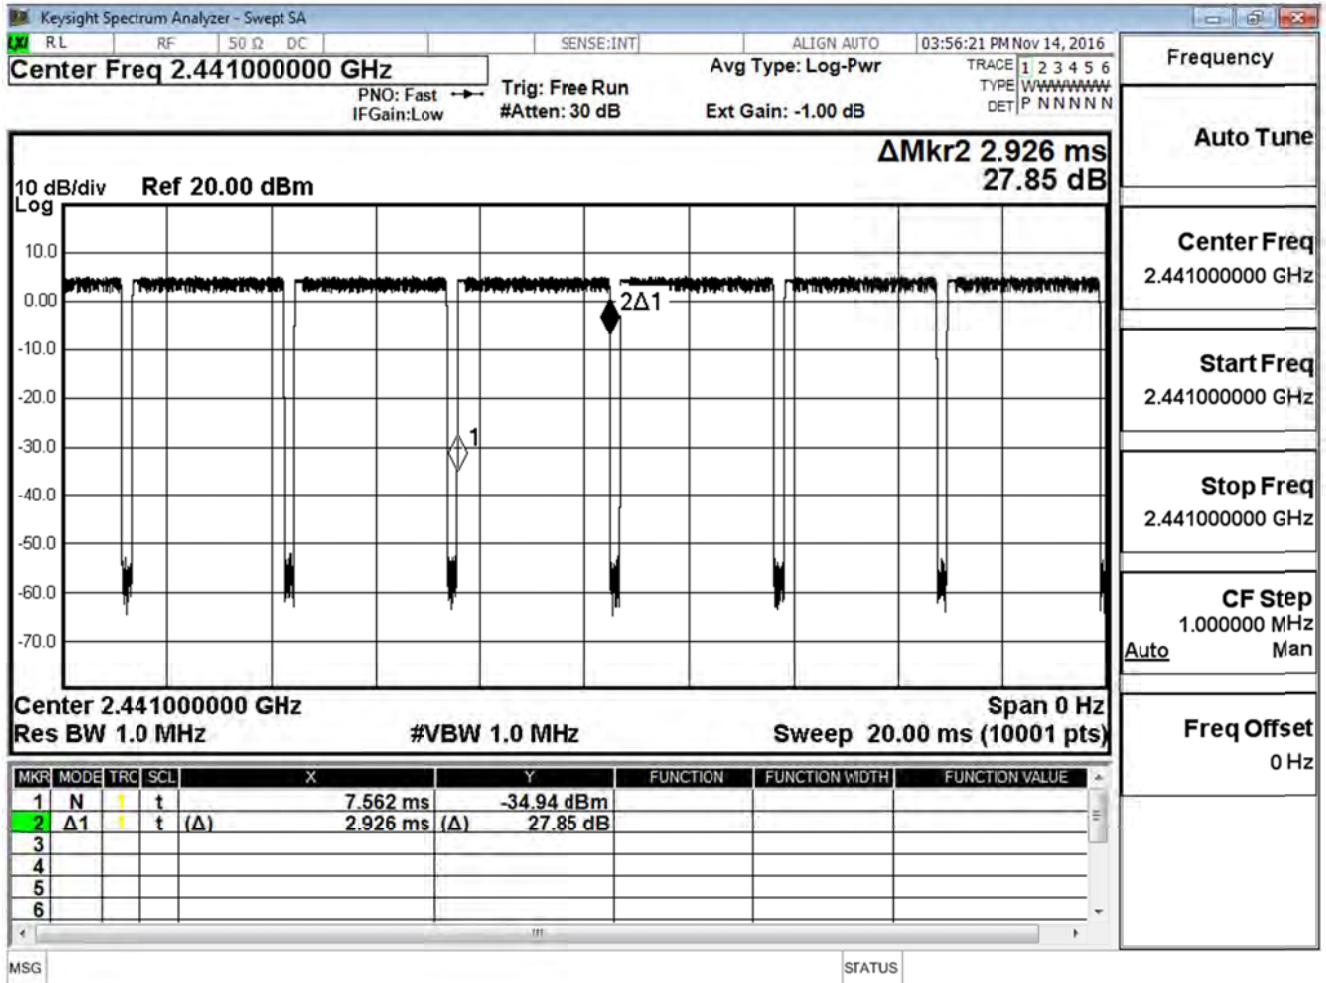 Keysight Spectrum Analyzer - Swept SA
LXI RL RF 50 Ω DC SENSE:INT ALIGN AUTO 03:56:21 PM Nov 14, 2016
Center Freq 2.441000000 GHz
PNO: Fast
IFGain:Low
Trig: Free Run
#Atten: 30 dB
Avg Type: Log-Pwr
Ext Gain: -1.00 dB
TRACE 1 2 3 4 5 6
TYPE WWWWWW
DET P N N N N N
ΔMkr2 2.926 ms
27.85 dB
10 dB/div Ref 20.00 dBm
Log
10.0
0.00
-10.0
-20.0
-30.0
-40.0
-50.0
-60.0
-70.0
2Δ1
1
Center 2.441000000 GHz Span 0 Hz
Res BW 1.0 MHz #VBW 1.0 MHz Sweep 20.00 ms (10001 pts)
MKR MODE TRC SCL X Y FUNCTION FUNCTION WIDTH FUNCTION VALUE
1 N 1 t 7.562 ms -34.94 dBm
2 Δ1 1 t (Δ) 2.926 ms (Δ) 27.85 dB
3
4
5
6
MSG STATUS
Frequency
Auto Tune
Center Freq
2.441000000 GHz
Start Freq
2.441000000 GHz
Stop Freq
2.441000000 GHz
CF Step
1.000000 MHz
Auto Man
Freq Offset
0 Hz